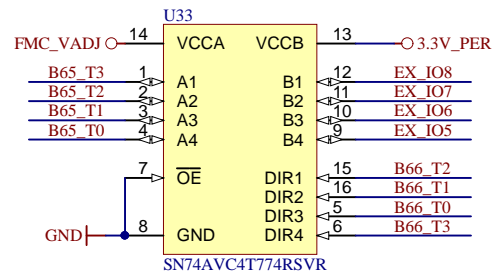 U33
FMC_VADJ 14 VCCA VCCB 13 3.3V_PER
B65_T3 1 A1 B1 12 EX_IO8
B65_T2 2 A2 B2 11 EX_IO7
B65_T1 3 A3 B3 10 EX_IO6
B65_T0 4 A4 B4 9 EX_IO5
7 OE DIR1 15 B66_T2
DIR2 16 B66_T1
DIR3 5 B66_T0
GND 8 GND DIR4 6 B66_T3
SN74AVC4T774RSVR